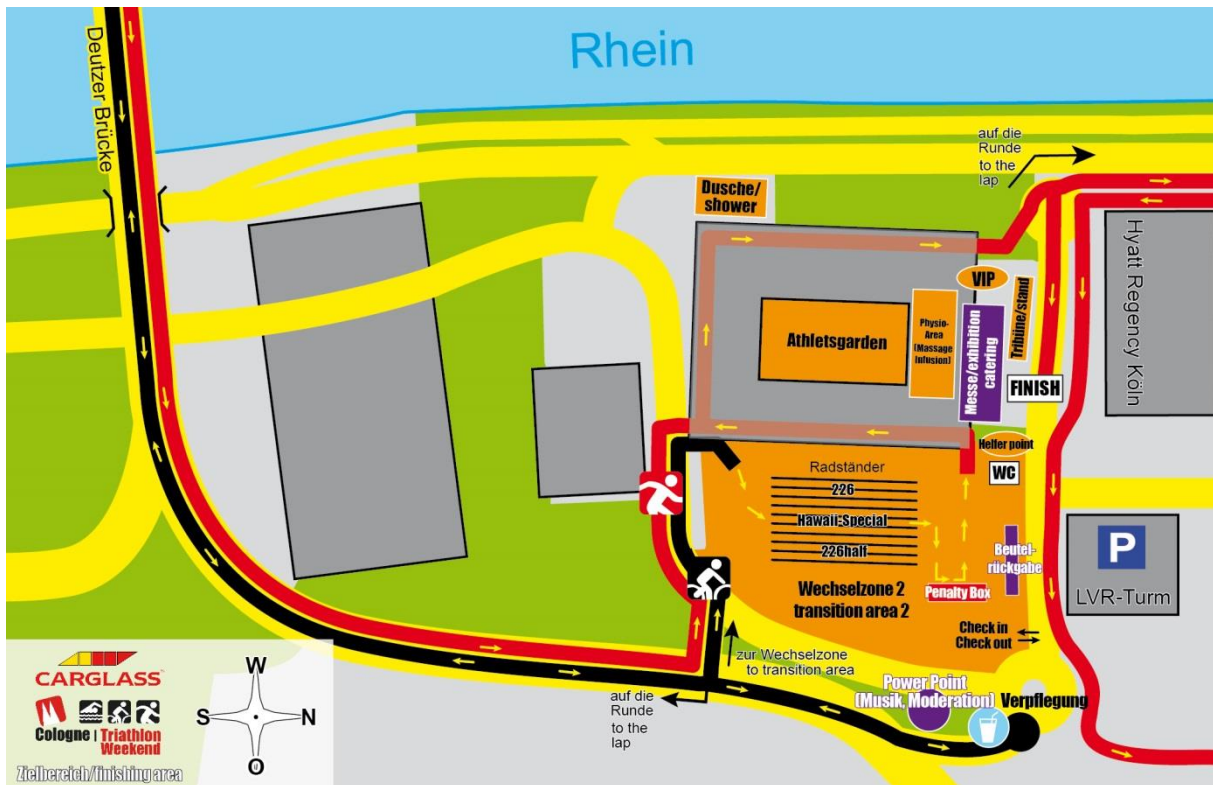 Rhein
Deutzer Brücke
auf die
Runde
to the
lap
Dusche/
shower
VIP
Tribüne/stand
Hyatt Regency Köln
Athletsgarden
Physio-
Area
(Massage
Infusion)
Messe/exhibition
catering
FINISH
Helfer point
WC
Radständer
226
Hawaii-Special
226half
Beutel-
rückgabe
P
LVR-Turm
Wechselzone 2
transition area 2
Penalty Box
Check in
Check out
zur Wechselzone
to transition area
auf die
Runde
to the
lap
Power Point
(Musik, Moderation)
Verpflegung
CARGLASS™
Cologne | Triathlon
Weekend
Zielbereich/finishing area
W
S
N
O